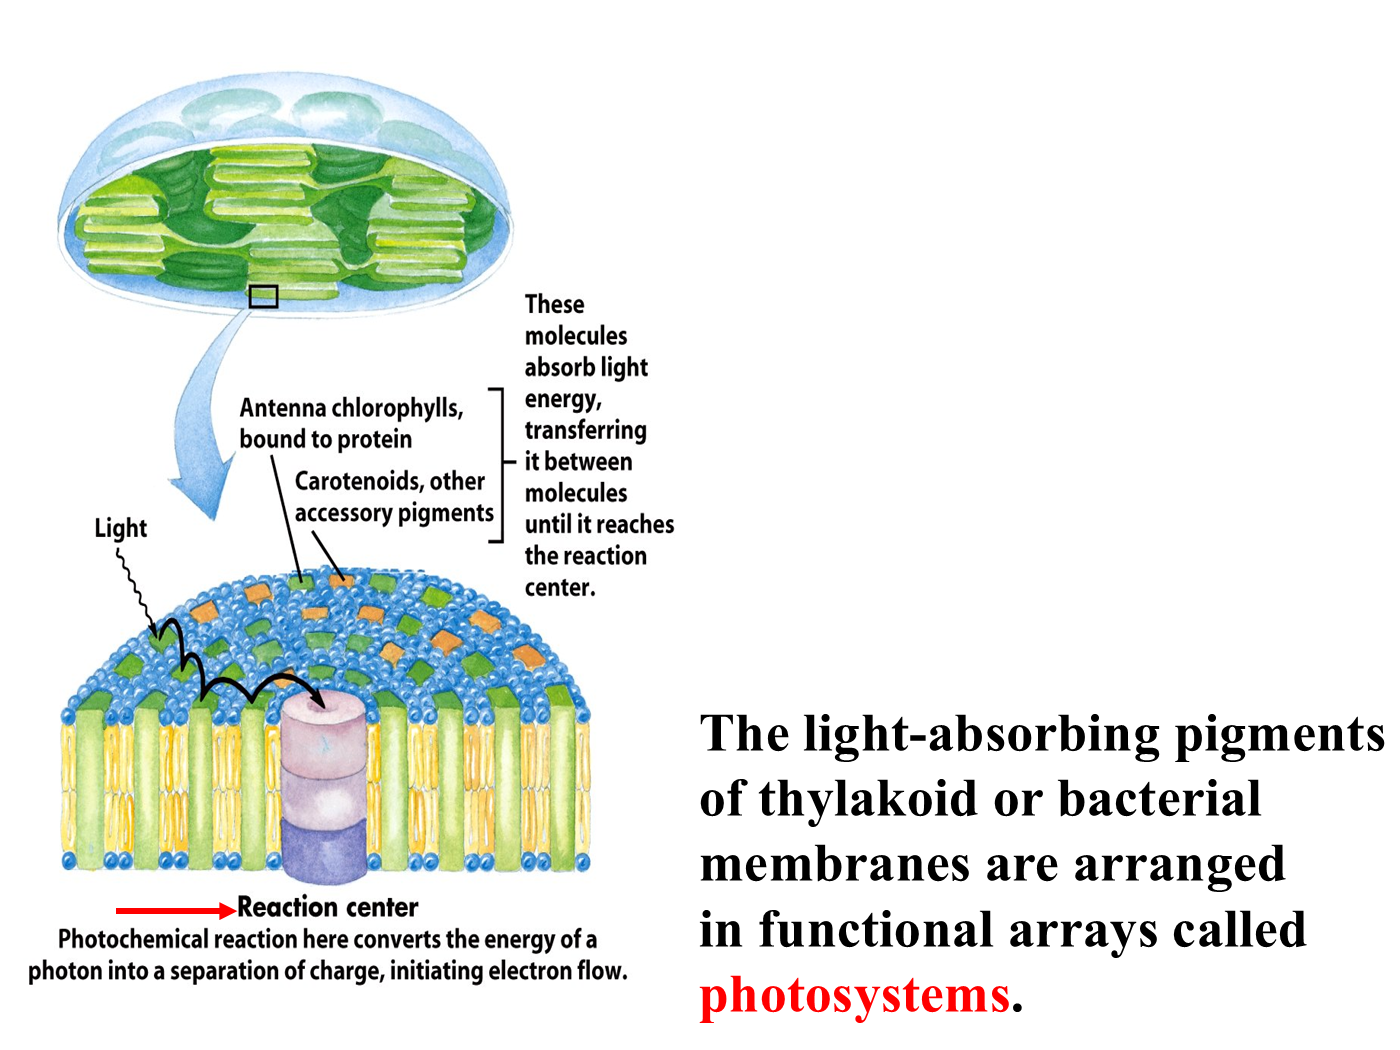 These
molecules
absorb light
energy,
transferring
it between
molecules
until it reaches
the reaction
center.
Antenna chlorophylls,
bound to protein
Carotenoids, other
accessory pigments
Light
Reaction center
Photochemical reaction here converts the energy of a
photon into a separation of charge, initiating electron flow.
The light-absorbing pigments
of thylakoid or bacterial
membranes are arranged
in functional arrays called
photosystems.